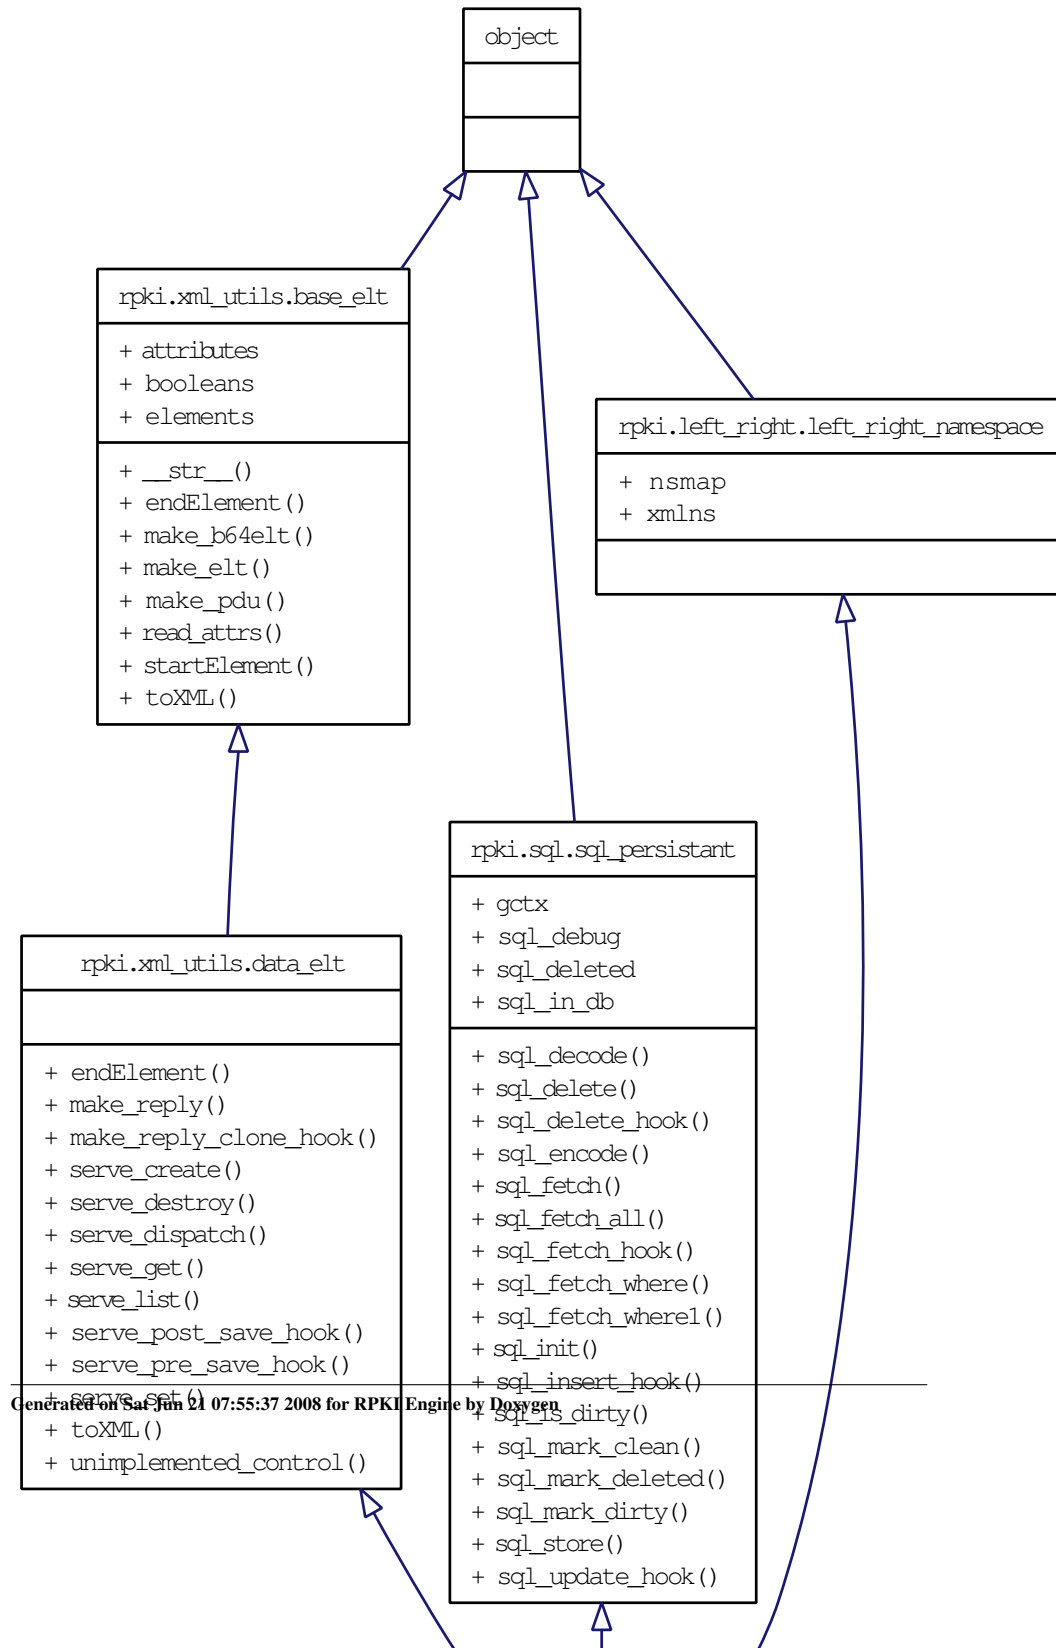 object
rpki.xml_utils.base_elt
+ attributes
+ booleans
+ elements
+ __str__()
+ endElement()
+ make_b64elt()
+ make_elt()
+ make_pdu()
+ read_attrs()
+ startElement()
+ toXML()
rpki.left_right.left_right_namespace
+ nsmap
+ xmlns
rpki.sql.sql_persistant
+ gctx
+ sql_debug
+ sql_deleted
+ sql_in_db
+ sql_decode()
+ sql_delete()
+ sql_delete_hook()
+ sql_encode()
+ sql_fetch()
+ sql_fetch_all()
+ sql_fetch_hook()
+ sql_fetch_where()
+ sql_fetch_where1()
+ sql_init()
+ sql_insert_hook()
+ sql_is_dirty()
+ sql_mark_clean()
+ sql_mark_deleted()
+ sql_mark_dirty()
+ sql_store()
+ sql_update_hook()
rpki.xml_utils.data_elt
+ endElement()
+ make_reply()
+ make_reply_clone_hook()
+ serve_create()
+ serve_destroy()
+ serve_dispatch()
+ serve_get()
+ serve_list()
+ serve_post_save_hook()
+ serve_pre_save_hook()
+ serve_set()
+ toXML()
+ unimplemented_control()
Generated on Sat Jun 21 07:55:37 2008 for RPKI Engine by Doxygen